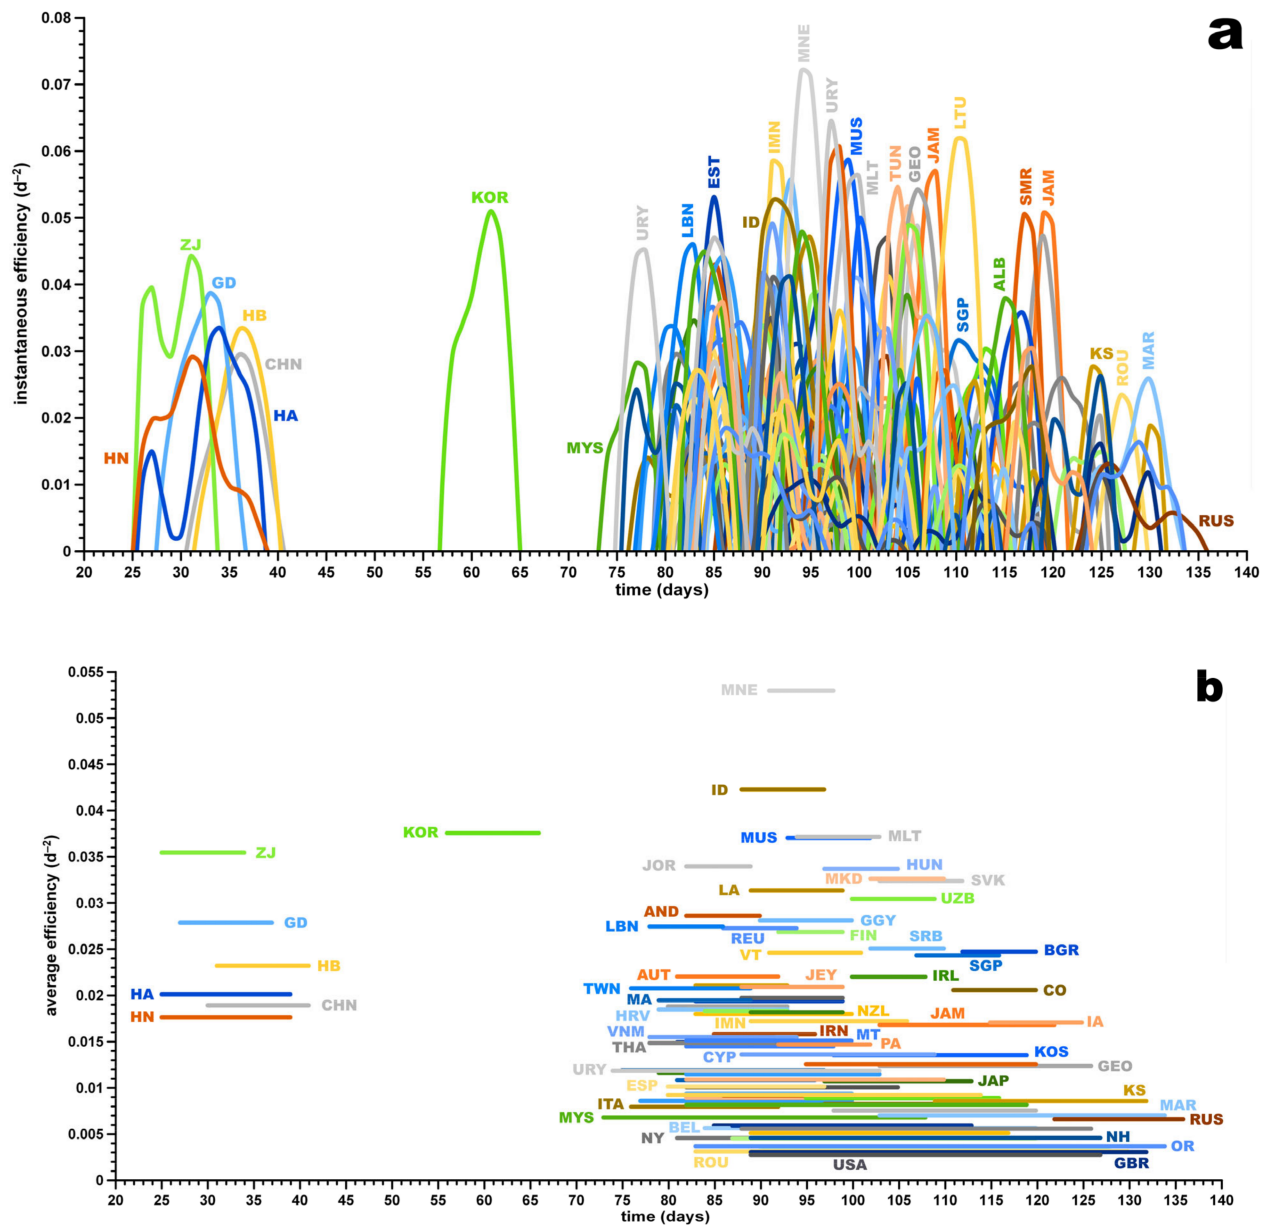 a
0.08
MNE
0.07
URY
LTU
IMN
MUS
0.06
JAM
GEO
TUN
MLT
EST
SMR
JAM
KOR
0.05
ID
LBN
URY
ZJ
ALB
GD
0.04
SGP
HB
0.03
CHN
KS
ROU
MAR
0.02
HA
HN
MYS
0.01
RUS
0
instantaneous efficiency (d⁻²)
20 25 30 35 40 45 50 55 60 65 70 75 80 85 90 95 100 105 110 115 120 125 130 135 140
time (days)
b
0.055
MNE
0.05
0.045
ID
0.04
KOR
MUS
MLT
0.035
ZJ
JOR
HUN
MKD
SVK
LA
UZB
0.03
AND
GGY
GD
LBN
REU
FIN
SRB
BGR
0.025
VT
SGP
HB
AUT
JEY
IRL
TWN
CO
0.02
HA
MA
CHN
HN
HRV
NZL
JAM
IMN
IA
VNM
IRN
MT
0.015
THA
PA
CYP
KOS
URY
GEO
ESP
JAP
0.01
KS
ITA
MAR
MYS
RUS
BEL
0.005
NY
NH
OR
ROU
USA
GBR
0
average efficiency (d⁻²)
20 25 30 35 40 45 50 55 60 65 70 75 80 85 90 95 100 105 110 115 120 125 130 135 140
time (days)